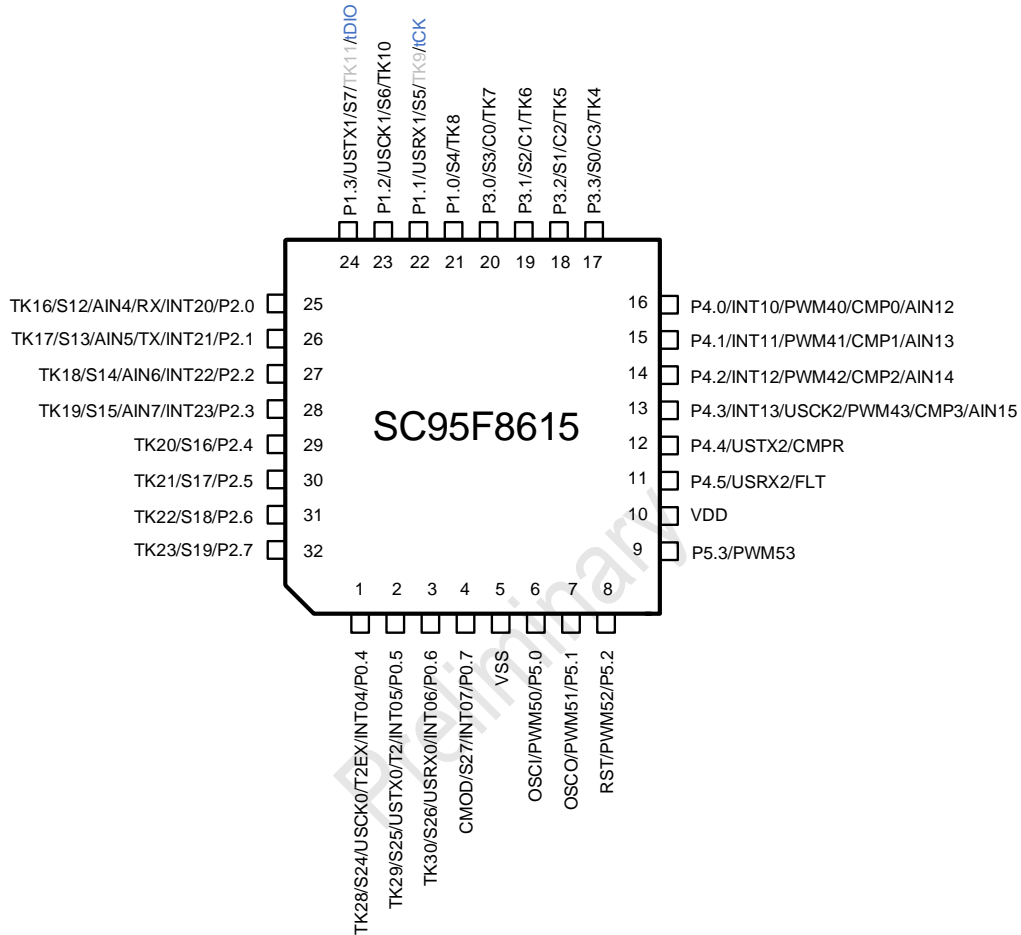 P1.3/USTX1/S7/TK11/tDIO
P1.2/USCK1/S6/TK10
P1.1/USRX1/S5/TK9/tCK
P1.0/S4/TK8
P3.0/S3/C0/TK7
P3.1/S2/C1/TK6
P3.2/S1/C2/TK5
P3.3/S0/C3/TK4
24 23 22 21 20 19 18 17
TK16/S12/AIN4/RX/INT20/P2.0 25
TK17/S13/AIN5/TX/INT21/P2.1 26
TK18/S14/AIN6/INT22/P2.2 27
TK19/S15/AIN7/INT23/P2.3 28
TK20/S16/P2.4 29
TK21/S17/P2.5 30
TK22/S18/P2.6 31
TK23/S19/P2.7 32
SC95F8615
16 P4.0/INT10/PWM40/CMP0/AIN12
15 P4.1/INT11/PWM41/CMP1/AIN13
14 P4.2/INT12/PWM42/CMP2/AIN14
13 P4.3/INT13/USCK2/PWM43/CMP3/AIN15
12 P4.4/USTX2/CMPR
11 P4.5/USRX2/FLT
10 VDD
9 P5.3/PWM53
1 2 3 4 5 6 7 8
TK28/S24/USCK0/T2EX/INT04/P0.4
TK29/S25/USTX0/T2/INT05/P0.5
TK30/S26/USRX0/INT06/P0.6
CMOD/S27/INT07/P0.7
VSS
OSCI/PWM50/P5.0
OSCO/PWM51/P5.1
RST/PWM52/P5.2
Preliminary